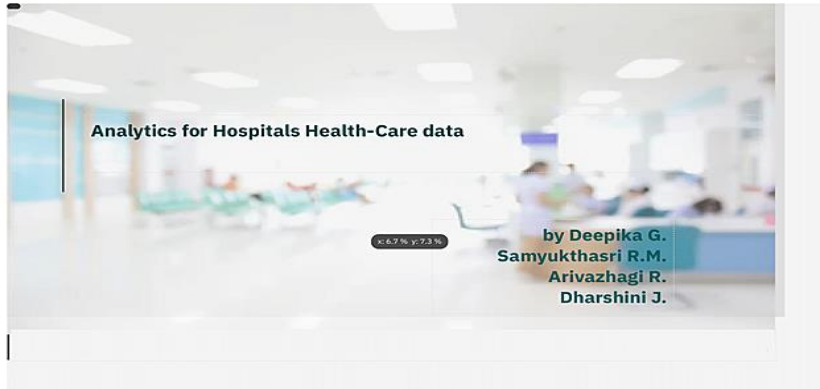 Analytics for Hospitals Health-Care data
x: 6.7 % y: 7.3 %
by Deepika G.
Samyukthasri R.M.
Arivazhagi R.
Dharshini J.